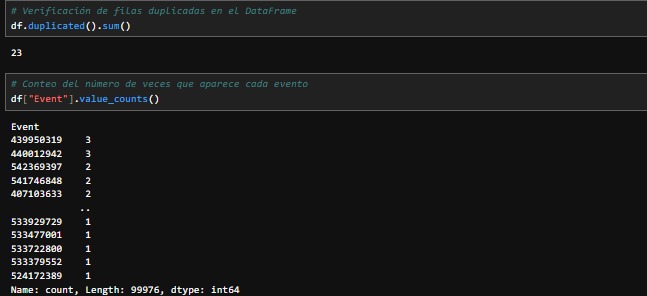 # Verificación de filas duplicadas en el DataFrame
df.duplicated().sum()
23
# Conteo del número de veces que aparece cada evento
df["Event"].value_counts()
Event
439950319    3
440012942    3
542369397    2
541746848    2
407103633    2
..
533929729    1
533477001    1
533722800    1
533379552    1
524172389    1
Name: count, Length: 99976, dtype: int64